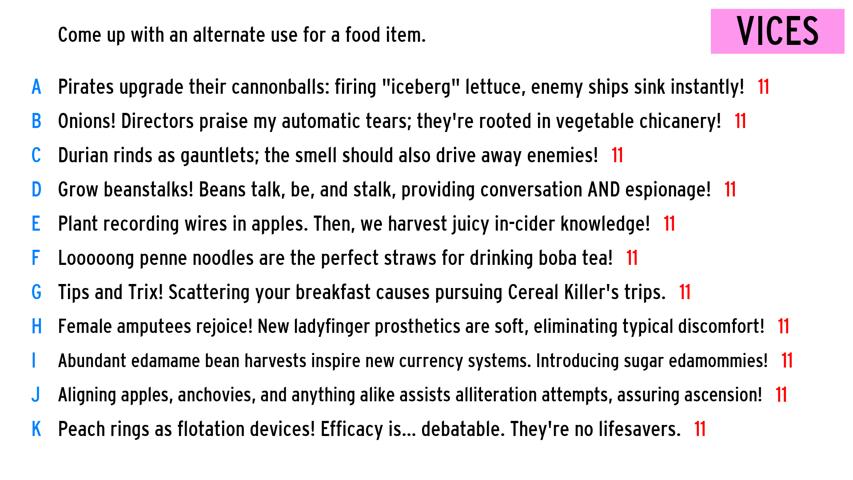 VICES
Come up with an alternate use for a food item.
A Pirates upgrade their cannonballs: firing "iceberg" lettuce, enemy ships sink instantly! 11
B Onions! Directors praise my automatic tears; they're rooted in vegetable chicanery! 11
C Durian rinds as gauntlets; the smell should also drive away enemies! 11
D Grow beanstalks! Beans talk, be, and stalk, providing conversation AND espionage! 11
E Plant recording wires in apples. Then, we harvest juicy in-cider knowledge! 11
F Looooong penne noodles are the perfect straws for drinking boba tea! 11
G Tips and Trix! Scattering your breakfast causes pursuing Cereal Killer's trips. 11
H Female amputees rejoice! New ladyfinger prosthetics are soft, eliminating typical discomfort! 11
I Abundant edamame bean harvests inspire new currency systems. Introducing sugar edamommies! 11
J Aligning apples, anchovies, and anything alike assists alliteration attempts, assuring ascension! 11
K Peach rings as flotation devices! Efficacy is... debatable. They're no lifesavers. 11